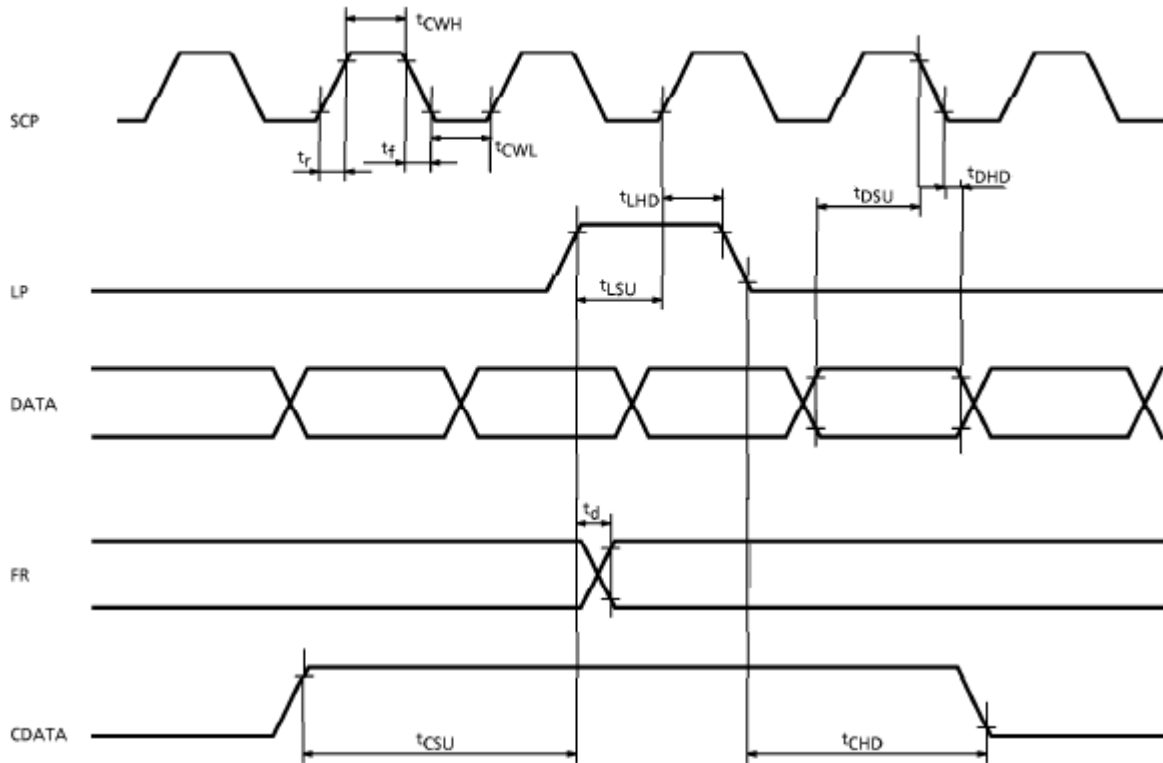 tCWH
SCP
tr
tf
tCWL
tDHD
tLHD
tDSU
LP
tLSU
DATA
td
FR
CDATA
tCSU
tCHD